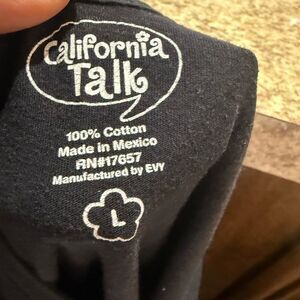 California
Talk
100% Cotton
Made in Mexico
RN#17657
Manufactured by EVY
L